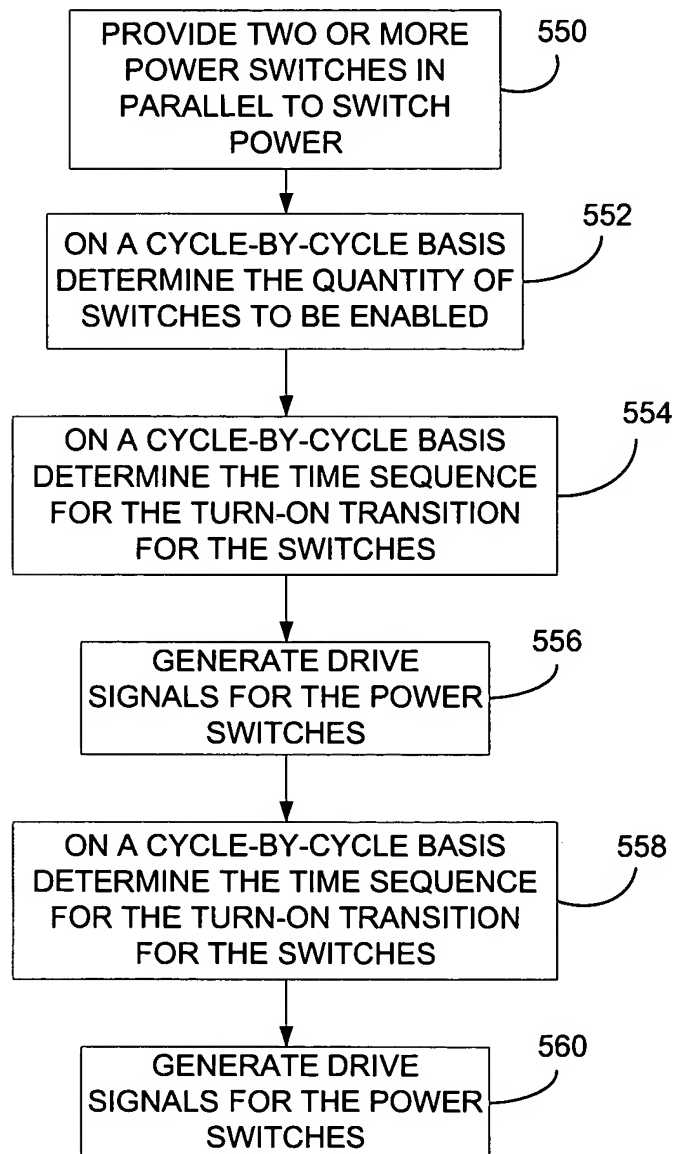 PROVIDE TWO OR MORE
POWER SWITCHES IN
PARALLEL TO SWITCH
POWER
550
ON A CYCLE-BY-CYCLE BASIS
DETERMINE THE QUANTITY OF
SWITCHES TO BE ENABLED
552
ON A CYCLE-BY-CYCLE BASIS
DETERMINE THE TIME SEQUENCE
FOR THE TURN-ON TRANSITION
FOR THE SWITCHES
554
GENERATE DRIVE
SIGNALS FOR THE POWER
SWITCHES
556
ON A CYCLE-BY-CYCLE BASIS
DETERMINE THE TIME SEQUENCE
FOR THE TURN-ON TRANSITION
FOR THE SWITCHES
558
GENERATE DRIVE
SIGNALS FOR THE POWER
SWITCHES
560